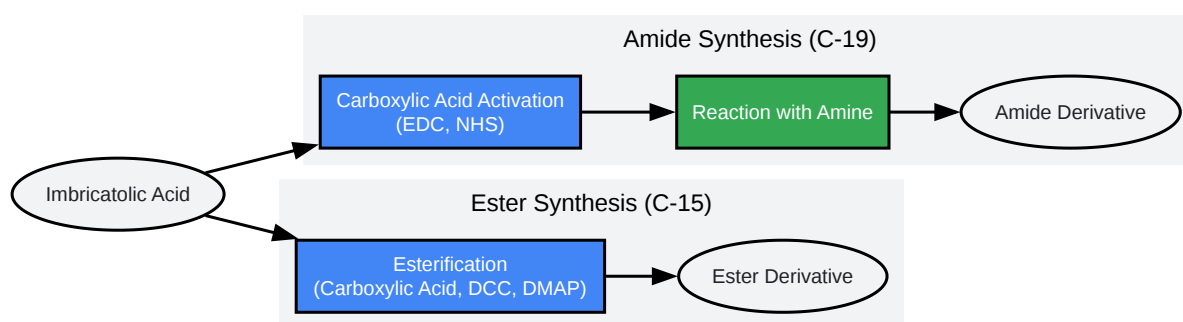 Amide Synthesis (C-19)
Carboxylic Acid Activation
(EDC, NHS)
Reaction with Amine
Amide Derivative
Imbricatolic Acid
Ester Synthesis (C-15)
Esterification
(Carboxylic Acid, DCC, DMAP)
Ester Derivative